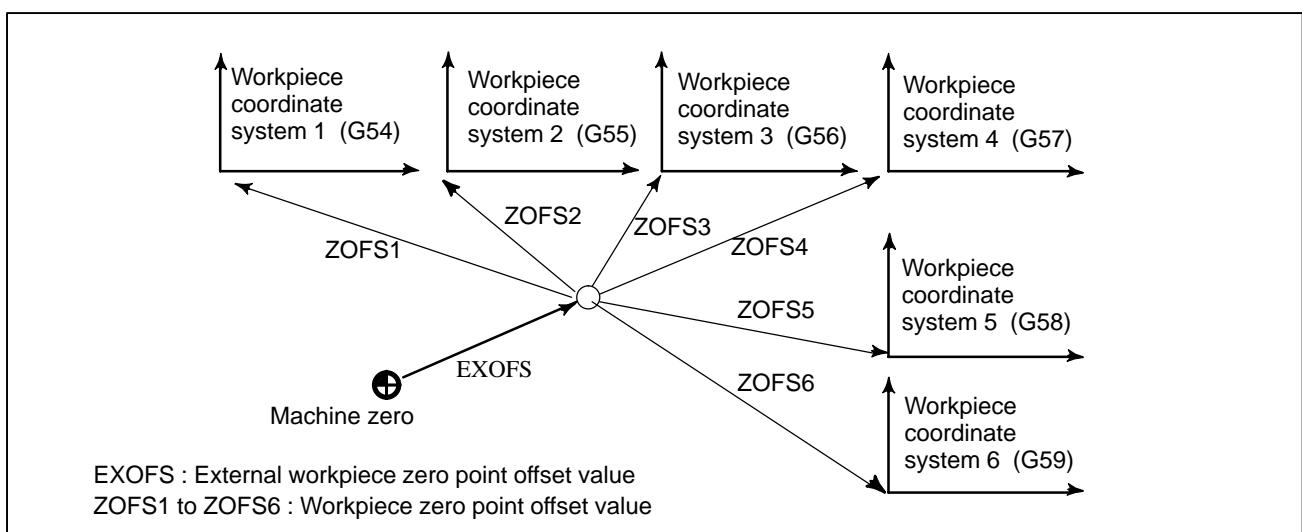 Workpiece
coordinate
system 1 (G54)
Workpiece
coordinate
system 2 (G55)
Workpiece
coordinate
system 3 (G56)
Workpiece
coordinate
system 4 (G57)
ZOFS1
ZOFS2
ZOFS3
ZOFS4
Workpiece
coordinate
system 5 (G58)
ZOFS5
ZOFS6
EXOFS
Machine zero
Workpiece
coordinate
system 6 (G59)
EXOFS : External workpiece zero point offset value
ZOFS1 to ZOFS6 : Workpiece zero point offset value